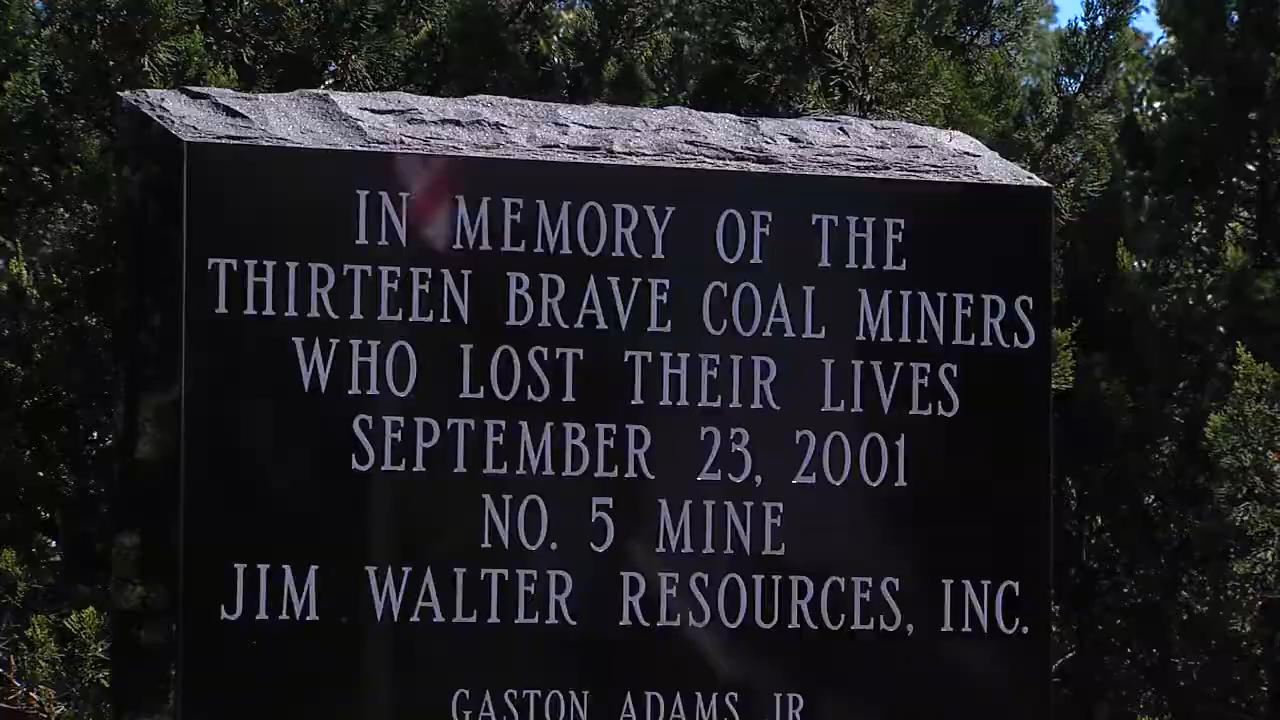 IN MEMORY OF THE
THIRTEEN BRAVE COAL MINERS
WHO LOST THEIR LIVES
SEPTEMBER 23, 2001
NO. 5 MINE
JIM WALTER RESOURCES, INC.
GASTON ADAMS JR